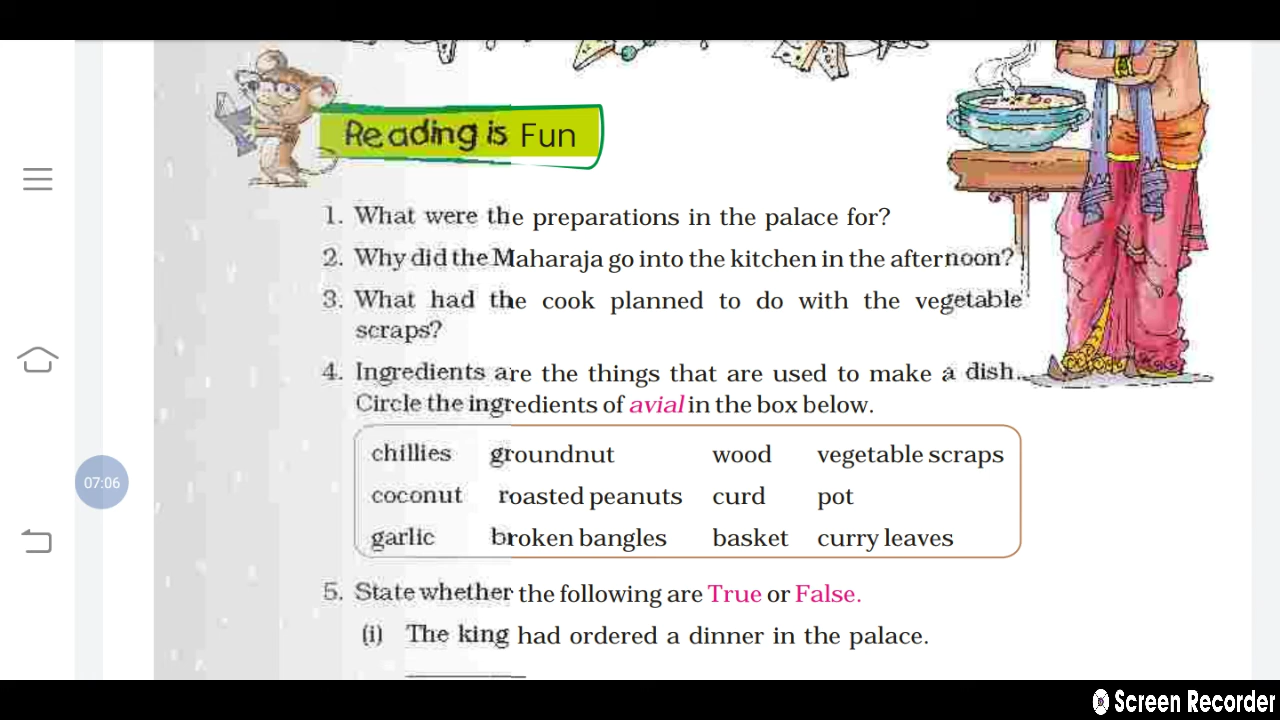 Reading is Fun
1. What were the preparations in the palace for?
2. Why did the Maharaja go into the kitchen in the afternoon?
3. What had the cook planned to do with the vegetable
scraps?
4. Ingredients are the things that are used to make a dish.
Circle the ingredients of avial in the box below.
chillies groundnut wood vegetable scraps
coconut roasted peanuts curd pot
garlic broken bangles basket curry leaves
07:06
5. State whether the following are True or False.
(i) The king had ordered a dinner in the palace.
Screen Recorder